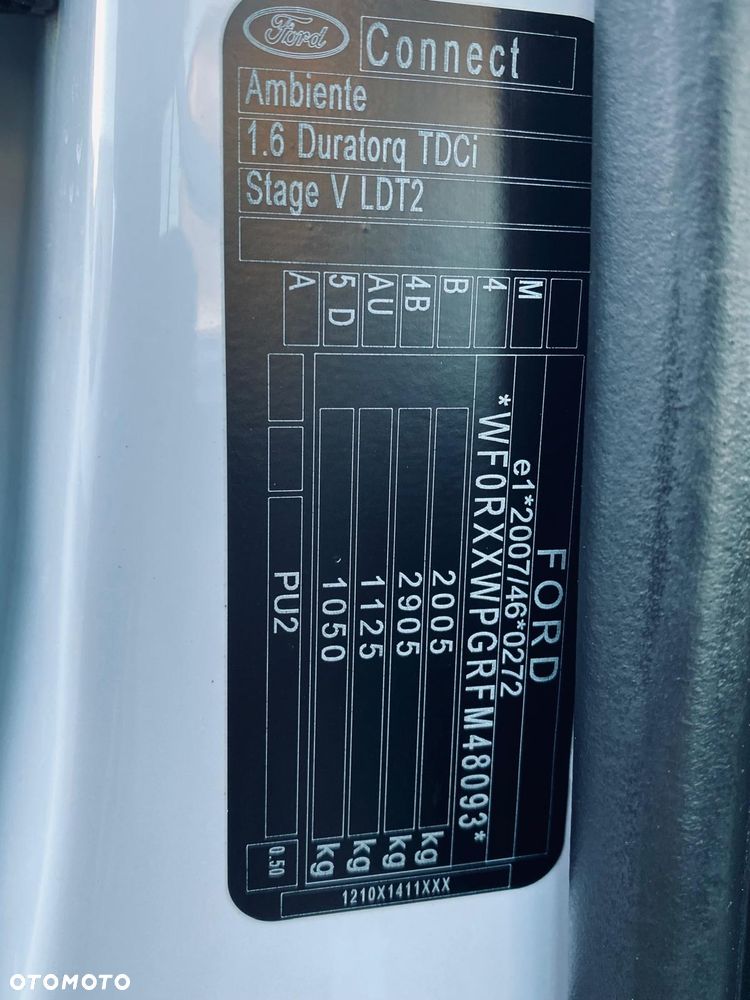 Ford
Connect
Ambiente
1.6 Duratorq TDCi
Stage V LDT2
FORD
e1*2007/46*0272
*WF0RXXWPGRFM48093*
2005 kg
2905 kg
1125 kg
1050 kg
M
4
B
4B
AU
5 D
A
PU2
0.50
1210X1411XXX
OTOMOTO